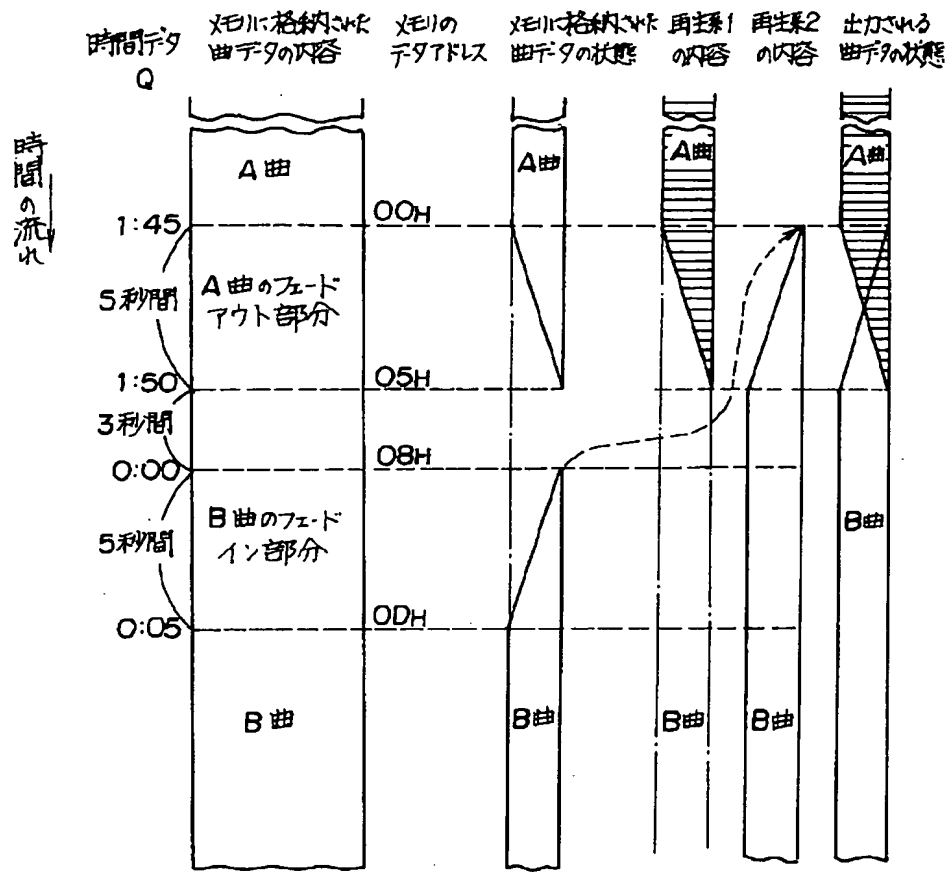 時間データ
Q
メモリに格納された
曲データの内容
メモリの
データアドレス
メモリに格納された
曲データの状態
再生系1
の内容
再生系2
の内容
出力される
曲データの状態
時間の流れ
A曲
A曲
A曲
A曲
1:45
00H
5秒間
A曲のフェード
アウト部分
1:50
05H
3秒間
0:00
08H
5秒間
B曲のフェード
イン部分
B曲
0:05
0DH
B曲
B曲
B曲
B曲